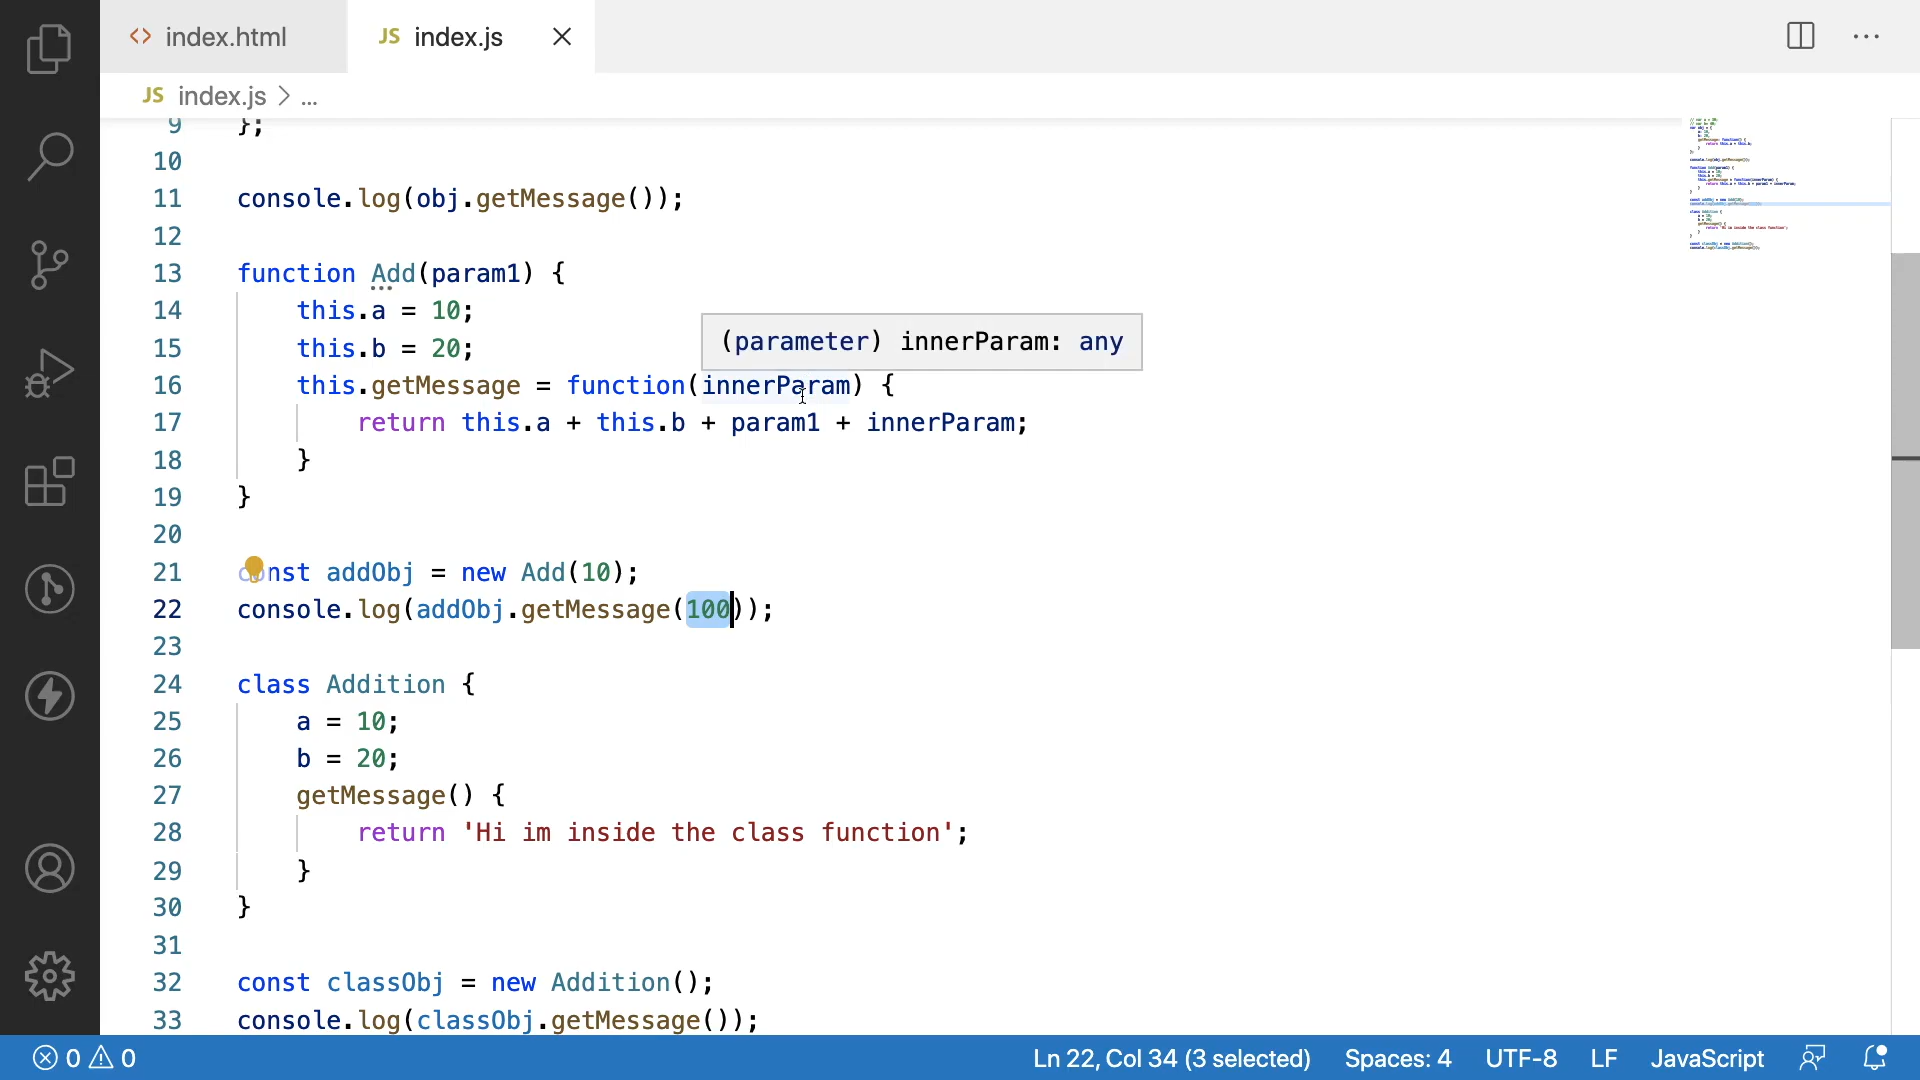 <> index.html
JS index.js
JS index.js > ...
9 };
10
11 console.log(obj.getMessage());
12
13 function Add(param1) {
14 this.a = 10;
(parameter) innerParam: any
15 this.b = 20;
16 this.getMessage = function(innerParam) {
17 return this.a + this.b + param1 + innerParam;
18 }
19 }
20
21 const addObj = new Add(10);
22 console.log(addObj.getMessage(100));
23
24 class Addition {
25 a = 10;
26 b = 20;
27 getMessage() {
28 return 'Hi im inside the class function';
29 }
30 }
31
32 const classObj = new Addition();
33 console.log(classObj.getMessage());
0 0 Ln 22, Col 34 (3 selected) Spaces: 4 UTF-8 LF JavaScript